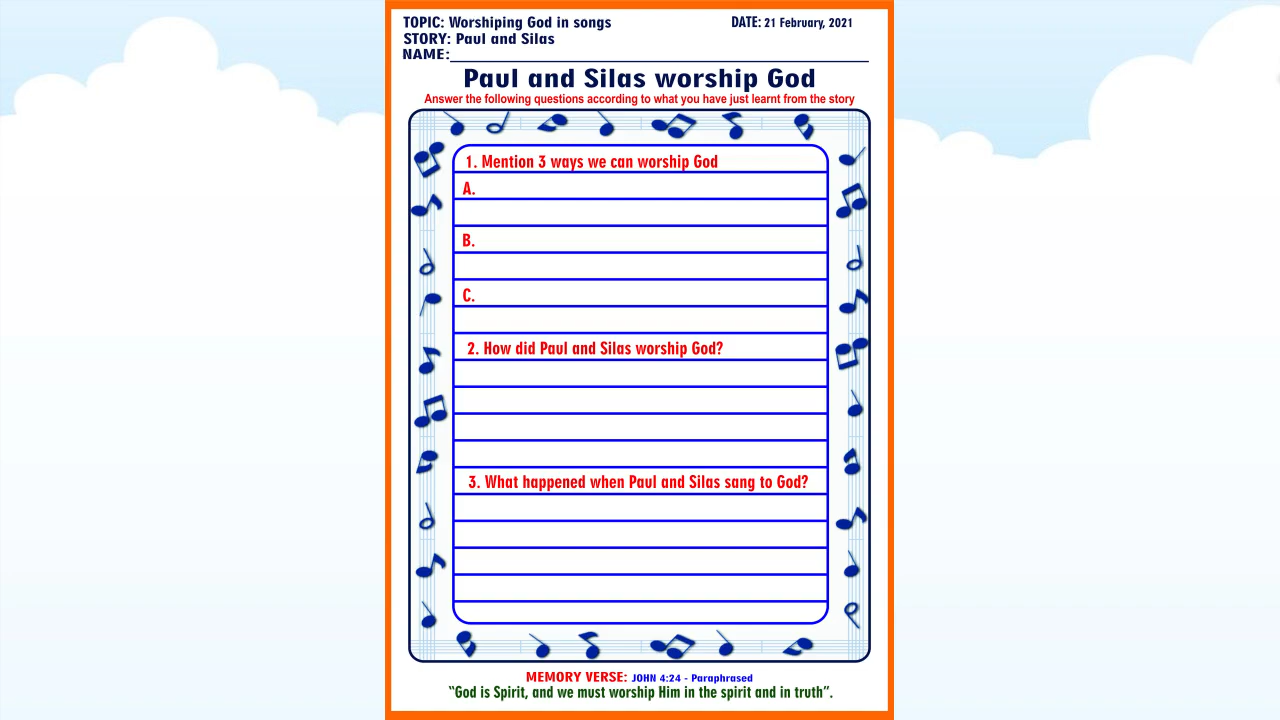 TOPIC: Worshiping God in songs
DATE: 21 February, 2021
STORY: Paul and Silas
NAME:
Paul and Silas worship God
Answer the following questions according to what you have just learnt from the story
1. Mention 3 ways we can worship God
A.
B.
C.
2. How did Paul and Silas worship God?
3. What happened when Paul and Silas sang to God?
MEMORY VERSE: JOHN 4:24 - Paraphrased
“God is Spirit, and we must worship Him in the spirit and in truth”.